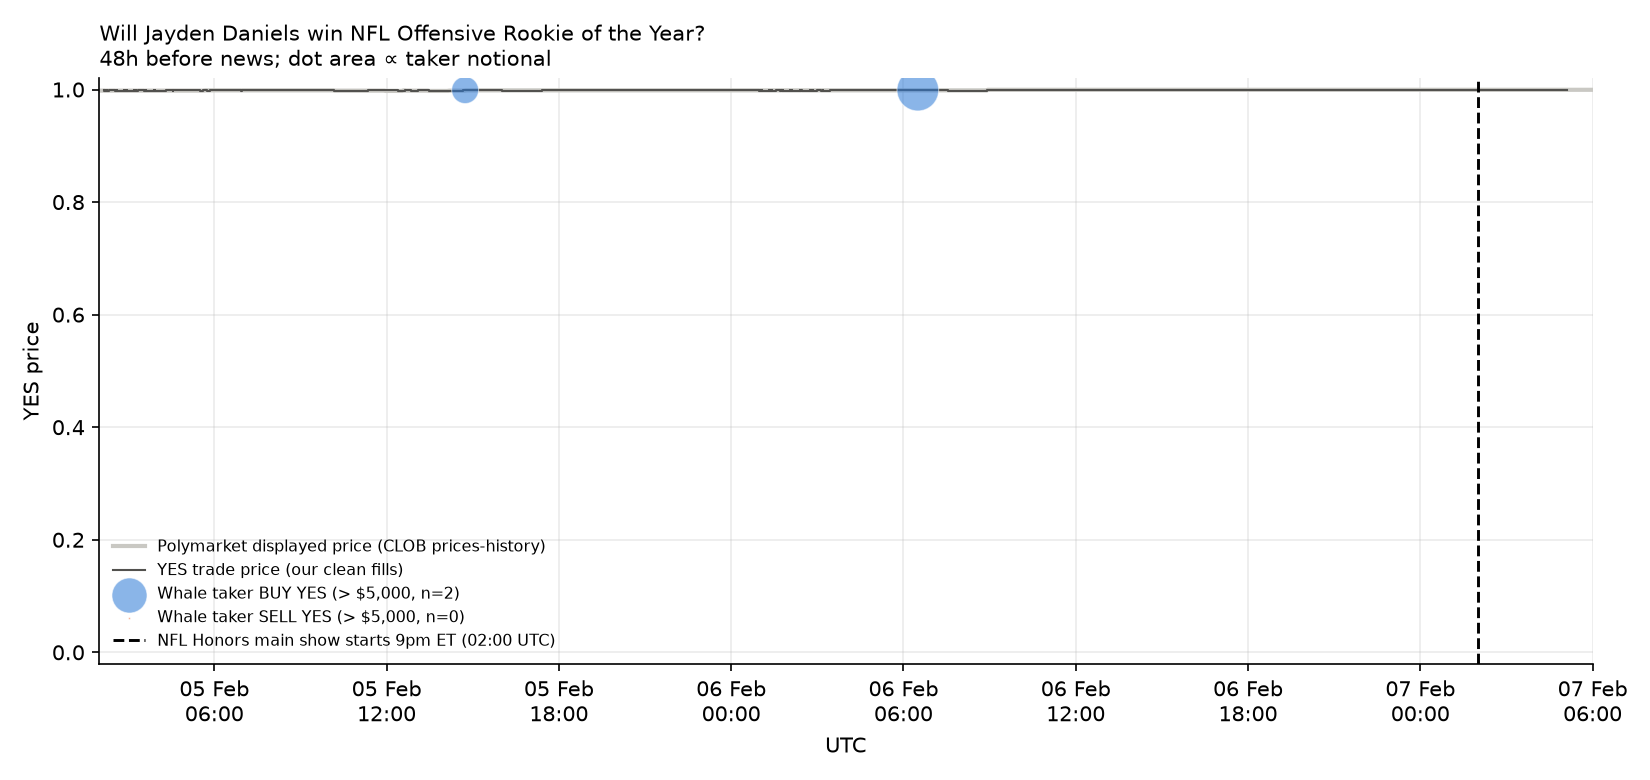 Will Jayden Daniels win NFL Offensive Rookie of the Year?
48h before news; dot area ∝ taker notional
YES price
1.0
0.8
0.6
0.4
0.2
0.0
Polymarket displayed price (CLOB prices-history)
YES trade price (our clean fills)
Whale taker BUY YES (> $5,000, n=2)
Whale taker SELL YES (> $5,000, n=0)
NFL Honors main show starts 9pm ET (02:00 UTC)
05 Feb 05 Feb 05 Feb 06 Feb 06 Feb 06 Feb 06 Feb 07 Feb 07 Feb
06:00 12:00 18:00 00:00 06:00 12:00 18:00 00:00 06:00
UTC